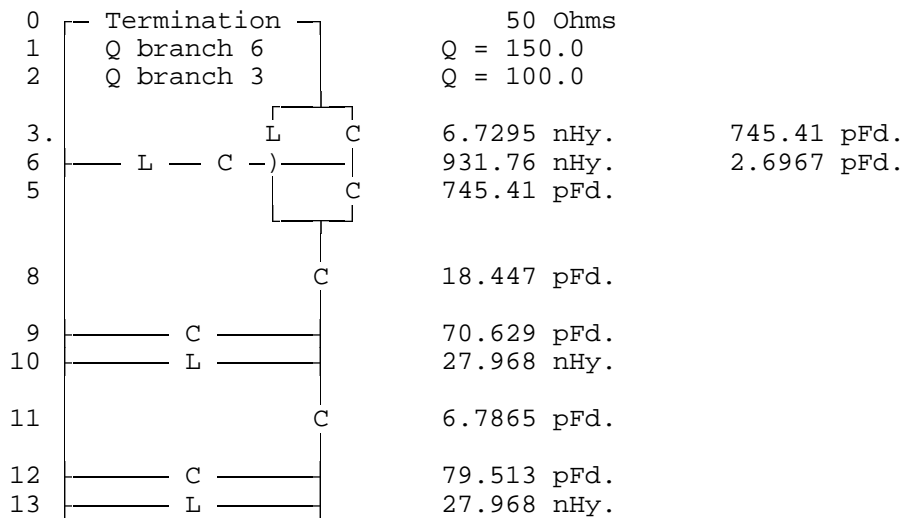 0 Termination 50 Ohms
1 Q branch 6 Q = 150.0
2 Q branch 3 Q = 100.0
3. L C 6.7295 nHy. 745.41 pFd.
6 L C ) 931.76 nHy. 2.6967 pFd.
5 C 745.41 pFd.
8 C 18.447 pFd.
9 C 70.629 pFd.
10 L 27.968 nHy.
11 C 6.7865 pFd.
12 C 79.513 pFd.
13 L 27.968 nHy.